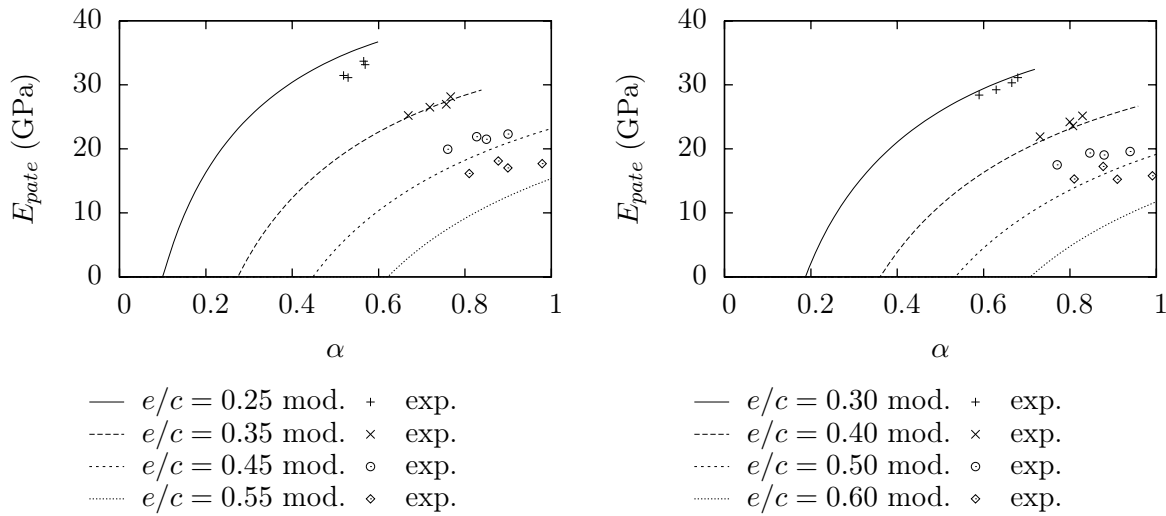 40
30
20
10
0
E_pate (GPa)
0 0.2 0.4 0.6 0.8 1
α
e/c = 0.25 mod. exp.
e/c = 0.35 mod. exp.
e/c = 0.45 mod. exp.
e/c = 0.55 mod. exp.
40
30
20
10
0
E_pate (GPa)
0 0.2 0.4 0.6 0.8 1
α
e/c = 0.30 mod. exp.
e/c = 0.40 mod. exp.
e/c = 0.50 mod. exp.
e/c = 0.60 mod. exp.